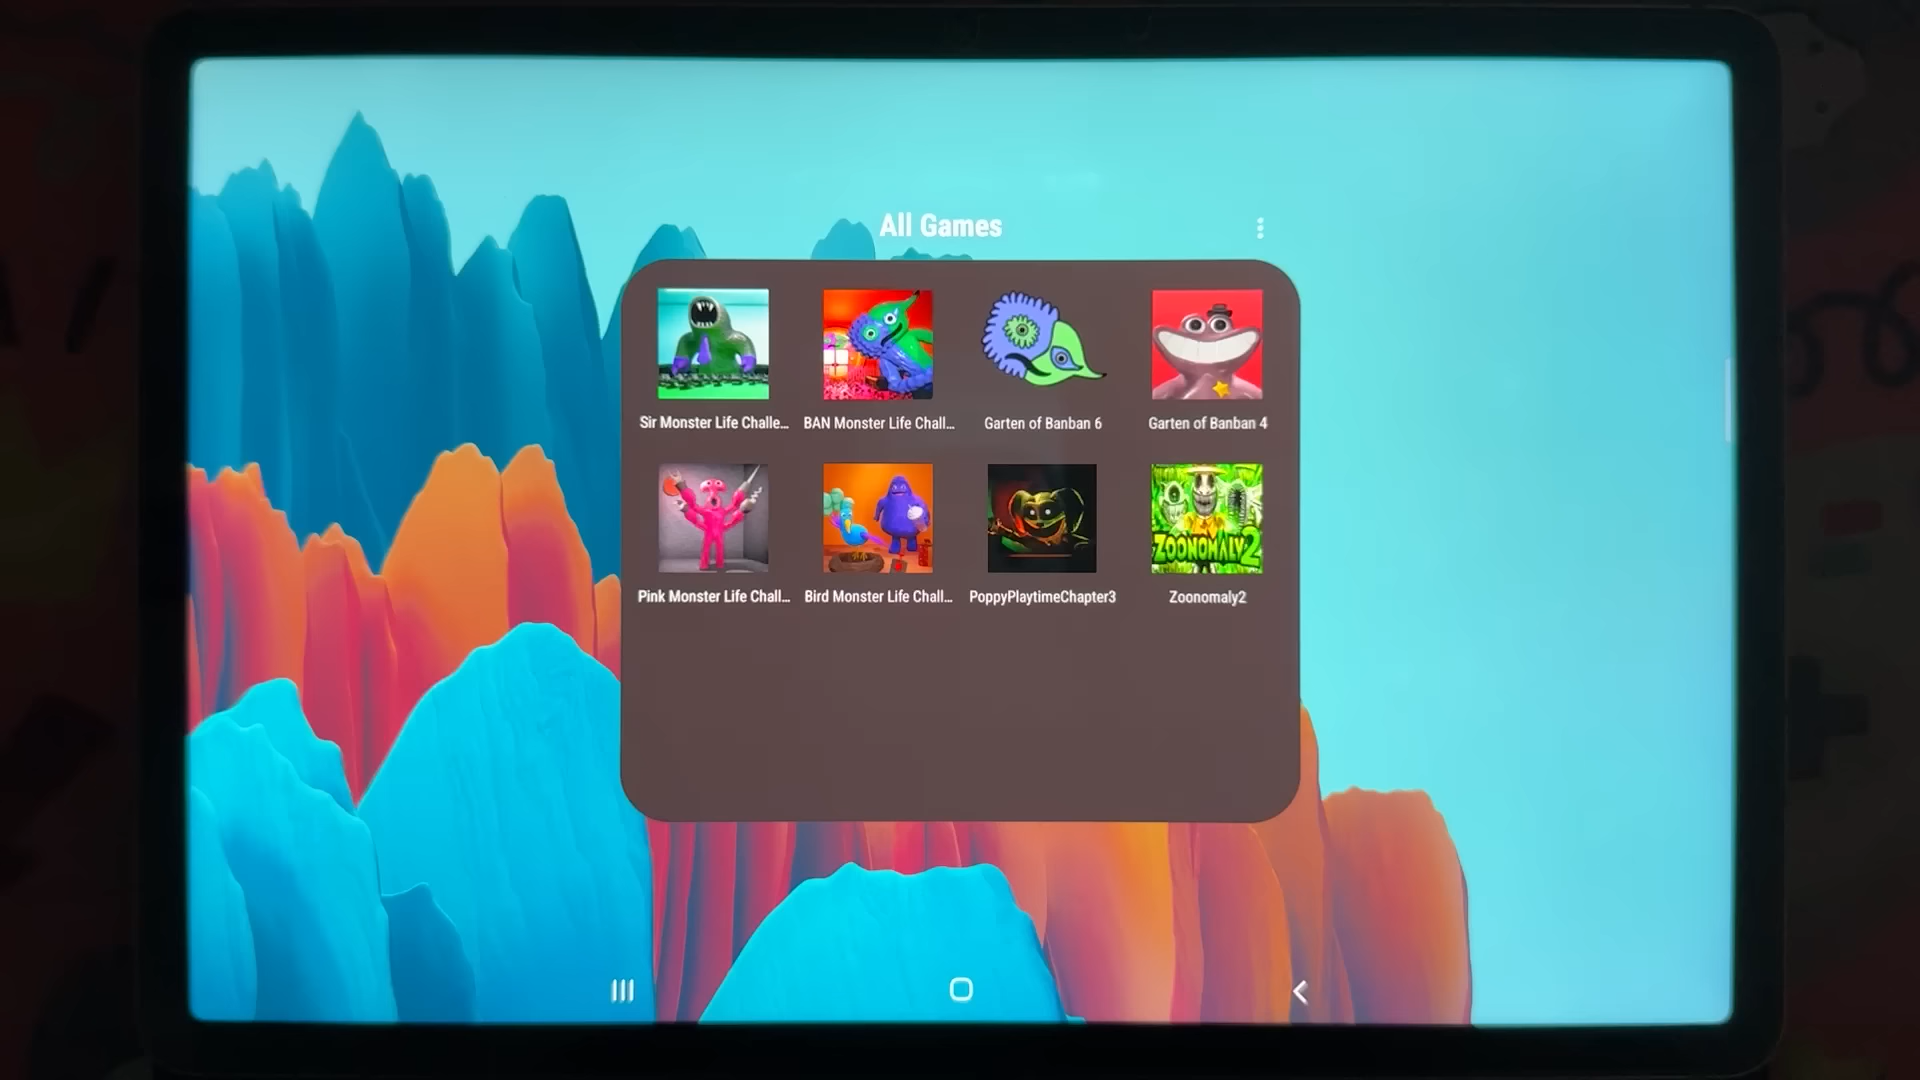 All Games
Sir Monster Life Challe...
BAN Monster Life Chall...
Garten of Banban 6
Garten of Banban 4
ZOONOMALY2
Pink Monster Life Chall...
Bird Monster Life Chall...
PoppyPlaytimeChapter3
Zoonomaly2